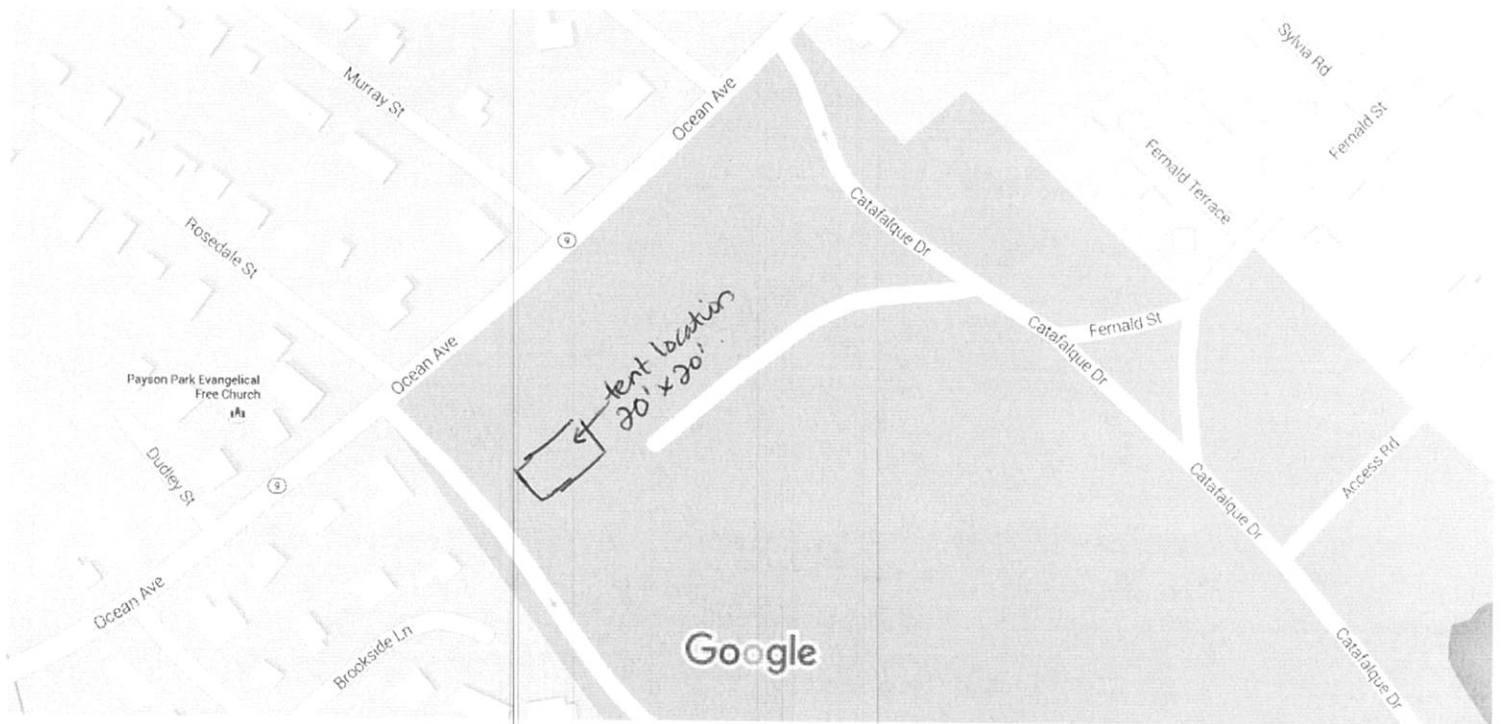 Sylvia Rd
Murray St
Ocean Ave
Fernald St
Fernald Terrace
Catafalque Dr
Rosedale St
9
tent location
20' x 20'
Fernald St
Catafalque Dr
Ocean Ave
Payson Park Evangelical
Free Church
Dudley St
9
Access Rd
Catafalque Dr
Ocean Ave
Brookside Ln
Google
Catafalque Dr